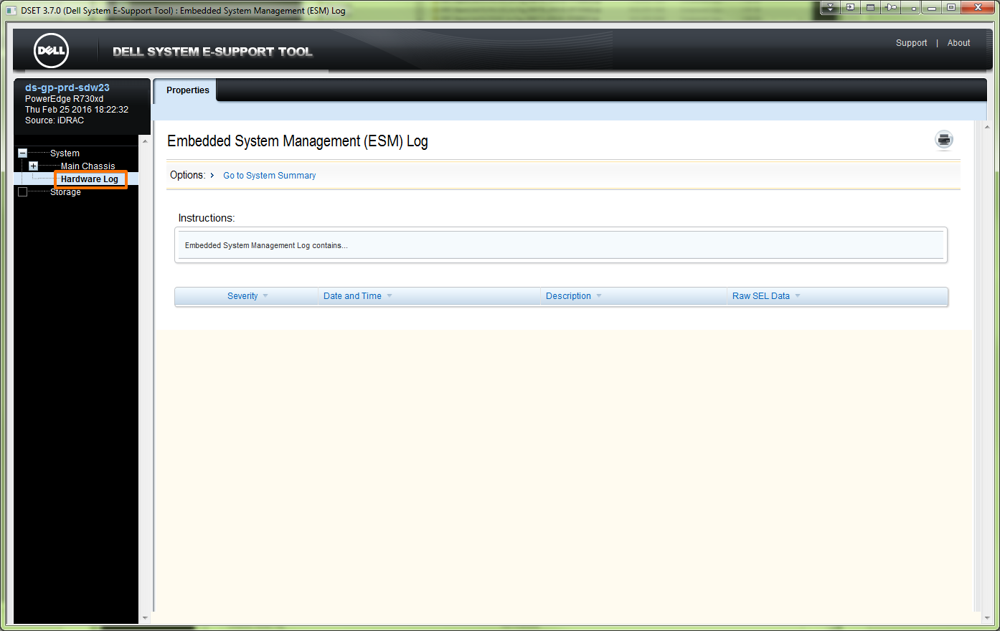 DSET 3.7.0 (Dell System E-Support Tool) : Embedded System Management (ESM) Log
DELL
DELL SYSTEM E-SUPPORT TOOL
Support | About
ds-gp-prd-sdw23
PowerEdge R730xd
Thu Feb 25 2016 18:22:32
Source: iDRAC
Properties
System
Main Chassis
Hardware Log
Storage
Embedded System Management (ESM) Log
Options: › Go to System Summary
Instructions:
Embedded System Management Log contains...
Severity Date and Time Description Raw SEL Data